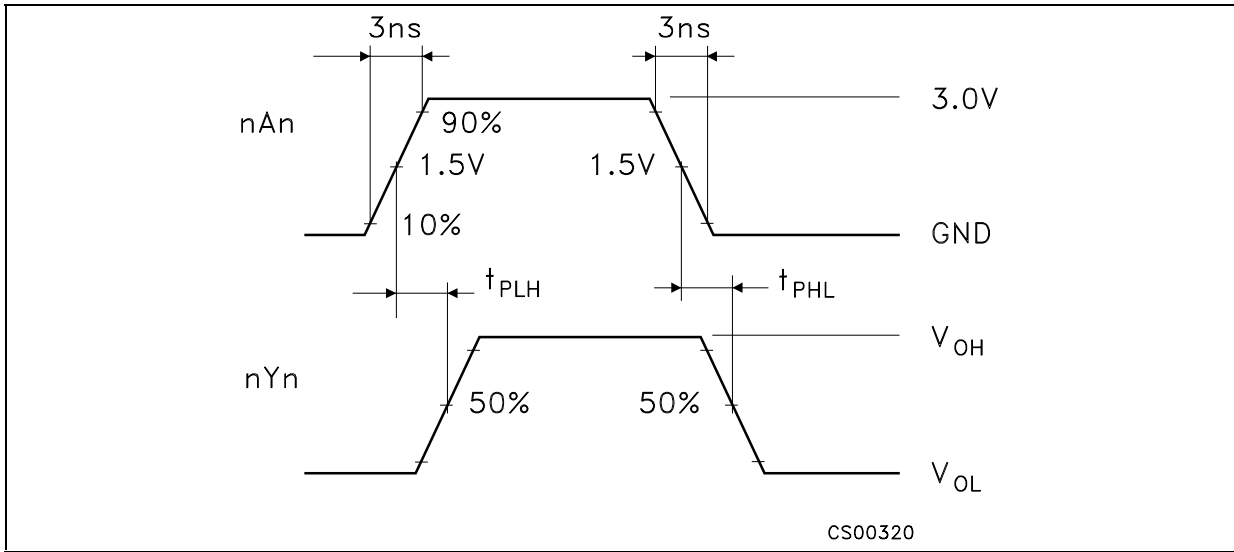 3ns 3ns
3.0V
nAn 90%
1.5V 1.5V
10% GND
tPLH tPHL
VOH
nYn 50% 50%
VOL
CS00320